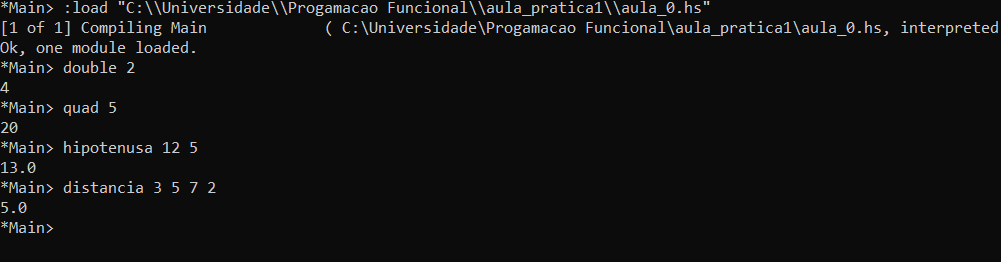 *Main> :load "C:\\Universidade\\Progamacao Funcional\\aula_pratica1\\aula_0.hs"
[1 of 1] Compiling Main             ( C:\Universidade\Progamacao Funcional\aula_pratica1\aula_0.hs, interpreted
Ok, one module loaded.
*Main> double 2
4
*Main> quad 5
20
*Main> hipotenusa 12 5
13.0
*Main> distancia 3 5 7 2
5.0
*Main>